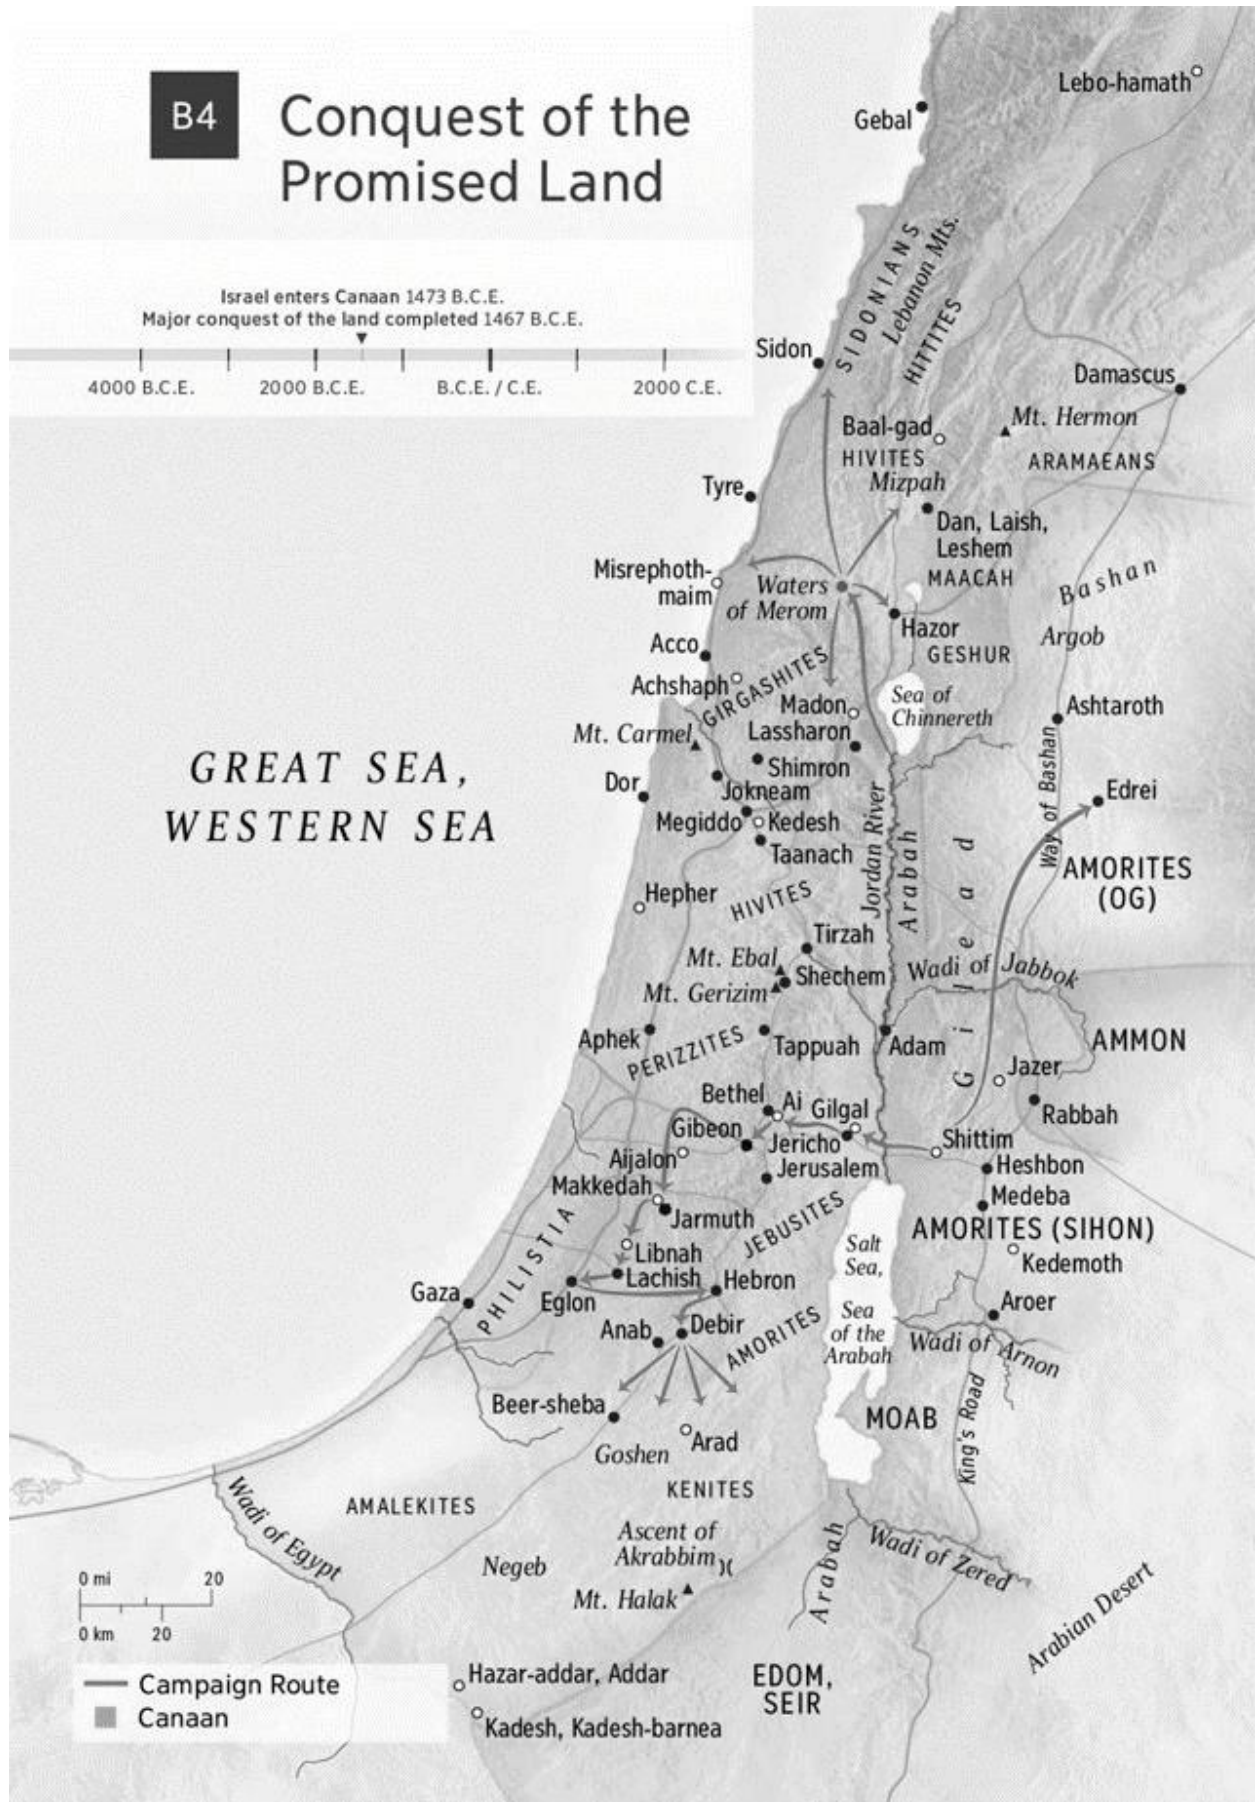 B4
Conquest of the
Promised Land
Israel enters Canaan 1473 B.C.E.
Major conquest of the land completed 1467 B.C.E.
4000 B.C.E.
2000 B.C.E.
B.C.E. / C.E.
2000 C.E.
Lebo-hamath
Gebal
SIDONIANS
Lebanon Mts.
HITTITES
Sidon
Damascus
Baal-gad
Mt. Hermon
HIVITES
ARAMAEANS
Mizpah
Tyre
Dan, Laish,
Leshem
Misrephoth-
maim
Waters
of Merom
MAACAH
Bashan
Hazor
Argob
Acco
GESHUR
Achshaph
GIRGASHITES
Madon
Sea of
Chinnereth
Ashtaroth
Mt. Carmel
Lassharon
GREAT SEA,
WESTERN SEA
Shimron
Dor
Jokneam
Way of Bashan
Edrei
Megiddo
Kedesh
Jordan River
Arabah
Taanach
AMORITES
(OG)
Gilead
Hepher
HIVITES
Tirzah
Mt. Ebal
Shechem
Wadi of Jabbok
Mt. Gerizim
Aphek
PERIZZITES
Tappuah
Adam
AMMON
Jazer
Bethel
Ai
Gilgal
Rabbah
Gibeon
Jericho
Shittim
Aijalon
Jerusalem
Heshbon
Makkedah
Medeba
Jarmuth
JEBUSITES
AMORITES (SIHON)
PHILISTIA
Libnah
Salt
Sea,
Kedemoth
Lachish
Hebron
Gaza
Eglon
Sea
of the
Arabah
Aroer
Anab
Debir
AMORITES
Wadi of Arnon
Beer-sheba
MOAB
King's Road
Goshen
Arad
KENITES
AMALEKITES
Wadi of Egypt
Ascent of
Akrabbim
Arabah
Wadi of Zered
Negeb
Mt. Halak
Arabian Desert
0 mi
20
0 km
20
Campaign Route
Canaan
Hazar-addar, Addar
EDOM,
SEIR
Kadesh, Kadesh-barnea